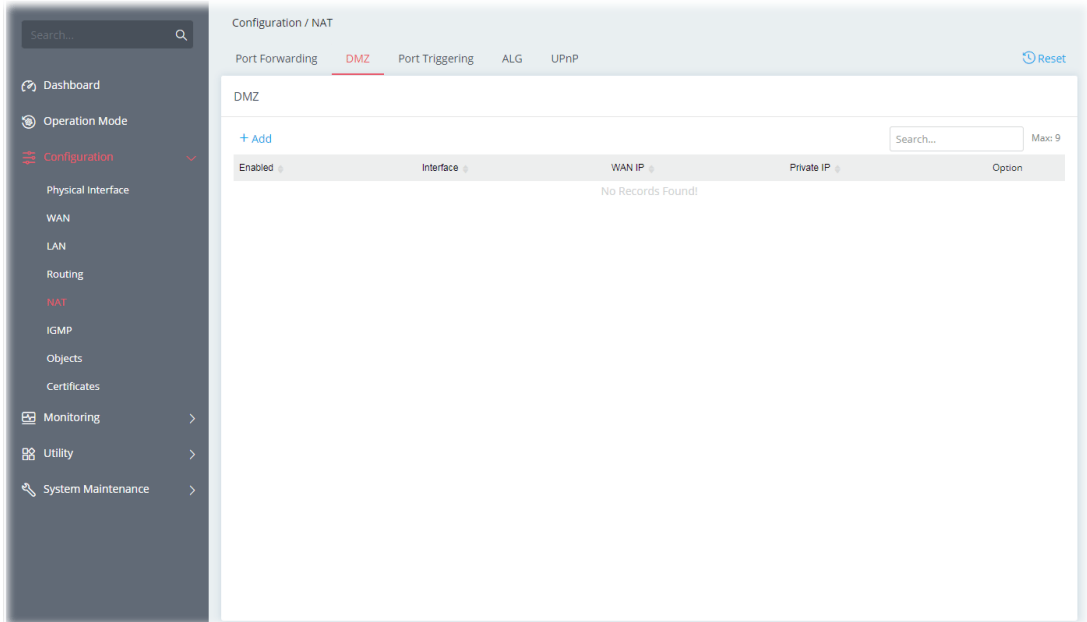 Search...
Dashboard
Operation Mode
Configuration
Physical Interface
WAN
LAN
Routing
NAT
IGMP
Objects
Certificates
Monitoring
Utility
System Maintenance
Configuration / NAT
Port Forwarding DMZ Port Triggering ALG UPnP Reset
DMZ
+ Add Search... Max: 9
Enabled Interface WAN IP Private IP Option
No Records Found!